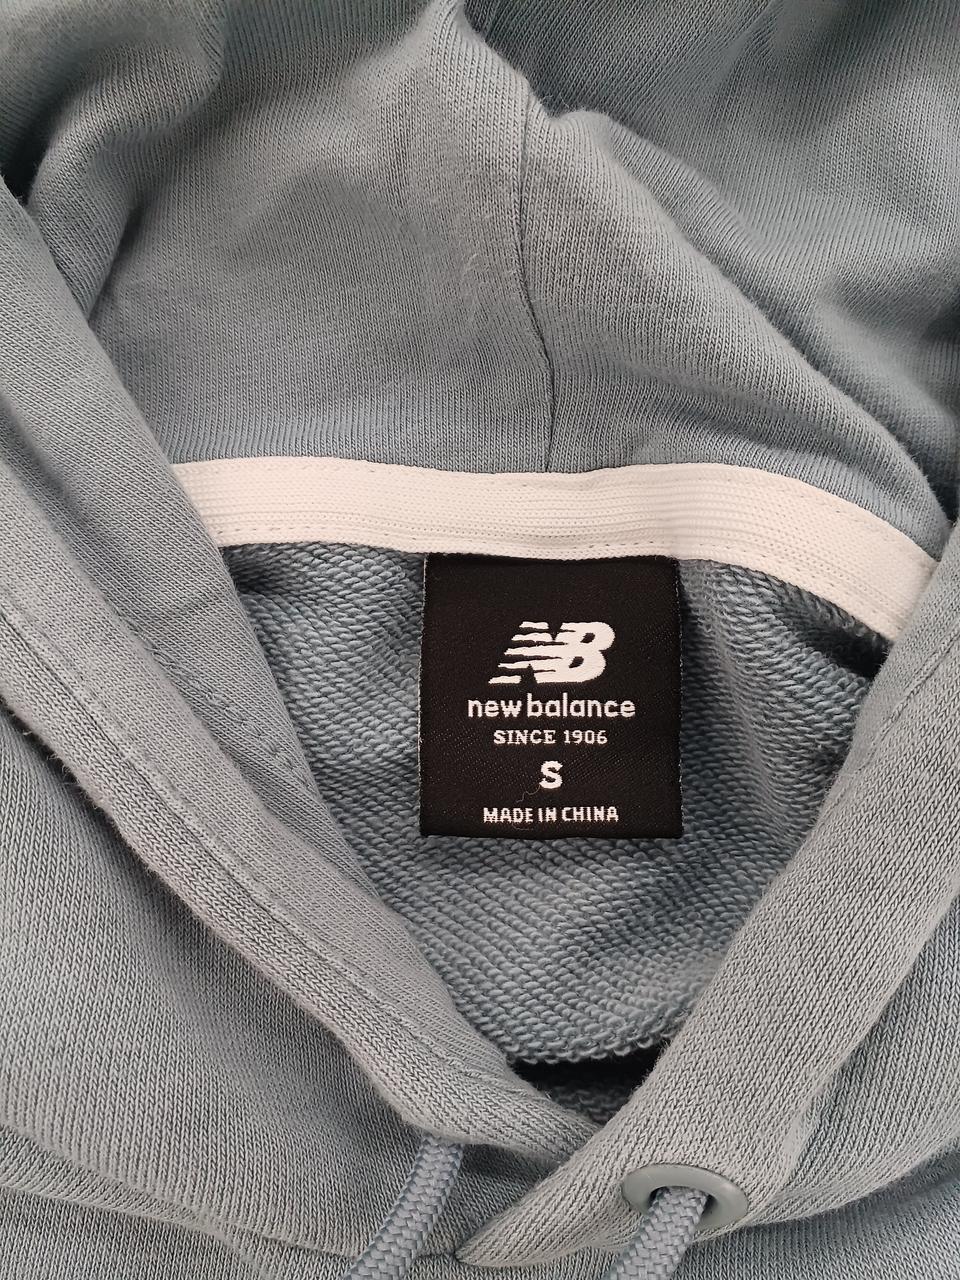 NB
new balance
SINCE 1906
S
MADE IN CHINA